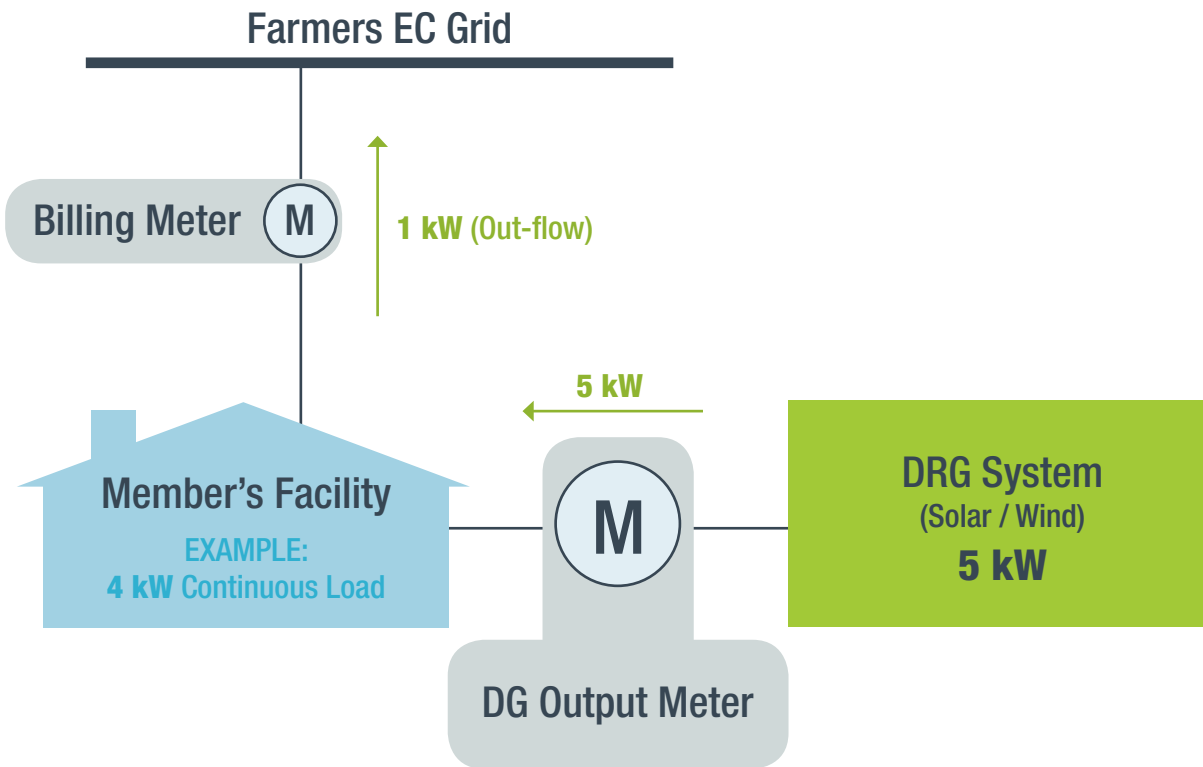 Farmers EC Grid
Billing Meter
M
1 kW (Out-flow)
5 kW
Member’s Facility
EXAMPLE:
4 kW Continuous Load
M
DRG System
(Solar / Wind)
5 kW
DG Output Meter